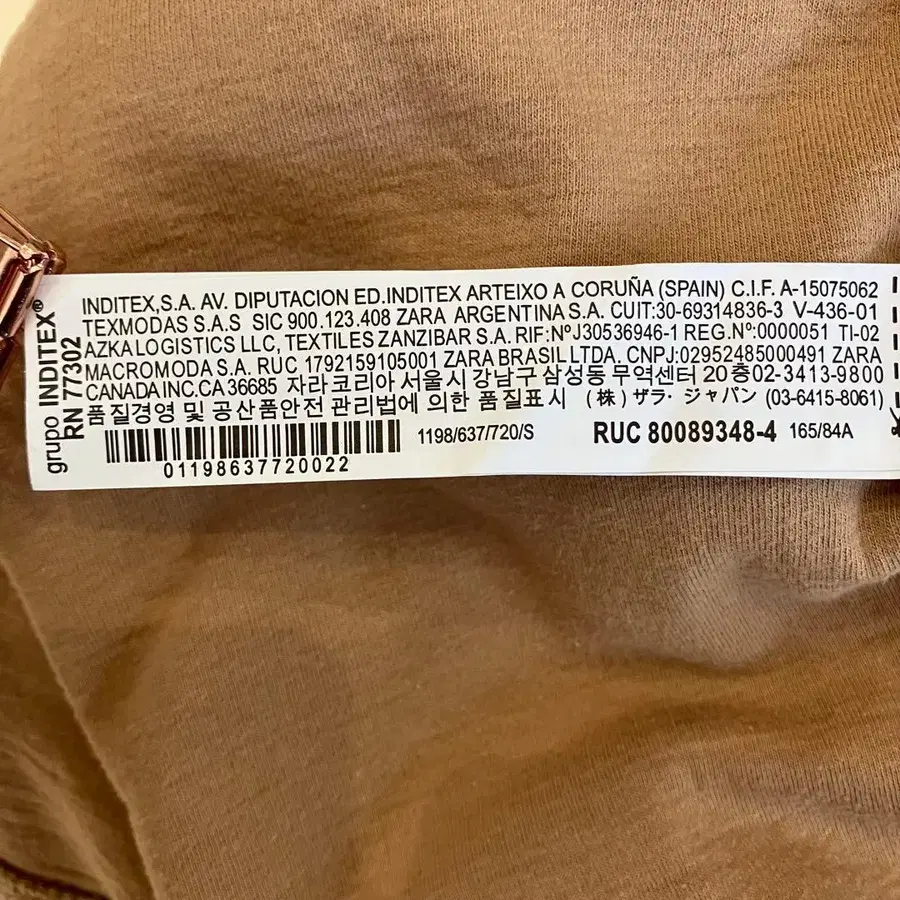 grupo INDITEX®
RN 77302
INDITEX,S.A. AV. DIPUTACION ED.INDITEX ARTEIXO A CORUÑA (SPAIN) C.I.F. A-15075062
TEXMODAS S.A.S SIC 900.123.408 ZARA ARGENTINA S.A. CUIT:30-69314836-3 V-436-01
AZKA LOGISTICS LLC, TEXTILES ZANZIBAR S.A. RIF:NºJ30536946-1 REG.Nº:0000051 TI-02
MACROMODA S.A. RUC 1792159105001 ZARA BRASIL LTDA. CNPJ:02952485000491 ZARA
CANADA INC.CA 36685 자라코리아 서울시 강남구 삼성동 무역센터 20층02-3413-9800
품질경영 및 공산품안전 관리법에 의한 품질표시 (株) ザラ・ジャパン (03-6415-8061)
1198/637/720/S RUC 80089348-4 165/84A
01198637720022